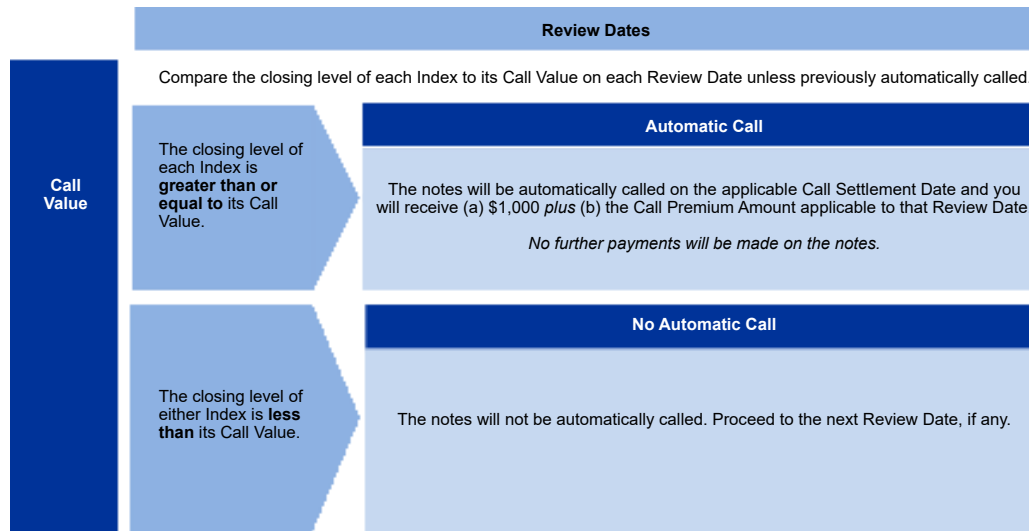 Review Dates
Compare the closing level of each Index to its Call Value on each Review Date unless previously automatically called.
Call
Value
The closing level of
each Index is
greater than or
equal to its Call
Value.
Automatic Call
The notes will be automatically called on the applicable Call Settlement Date and you
will receive (a) $1,000 plus (b) the Call Premium Amount applicable to that Review Date
No further payments will be made on the notes.
The closing level of
either Index is less
than its Call Value.
No Automatic Call
The notes will not be automatically called. Proceed to the next Review Date, if any.